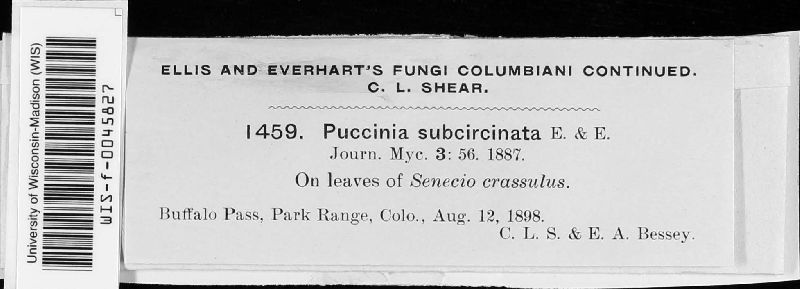 University of Wisconsin-Madison (WIS)
WIS-f-0045827
ELLIS AND EVERHART'S FUNGI COLUMBIANI CONTINUED.
C. L. SHEAR.
1459. Puccinia subcircinata E. & E.
Journ. Myc. 3: 56. 1887.
On leaves of Senecio crassulus.
Buffalo Pass, Park Range, Colo., Aug. 12, 1898.
C. L. S. & E. A. Bessey.